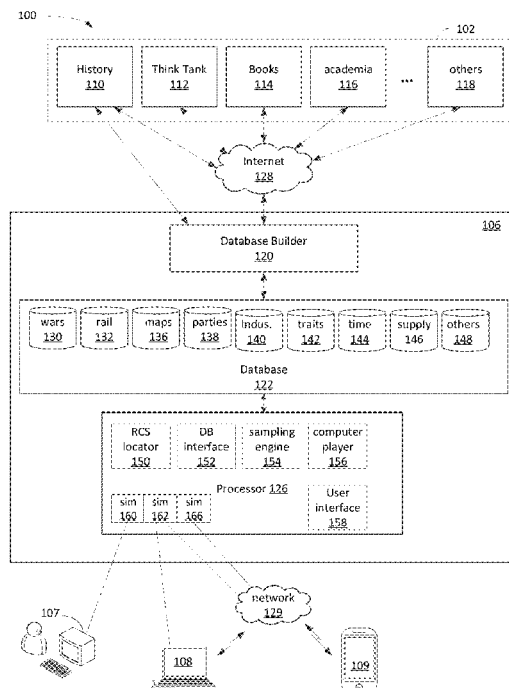 100
102
History
110
Think Tank
112
Books
114
academia
116
...
others
118
Internet
128
106
Database Builder
120
wars
130
rail
132
maps
136
parties
138
Indus.
140
traits
142
time
144
supply
146
others
148
Database
122
RCS
locator
150
DB
interface
152
sampling
engine
154
computer
player
156
Processor 126
sim
160
sim
162
sim
166
User
interface
158
network
129
107
108
109